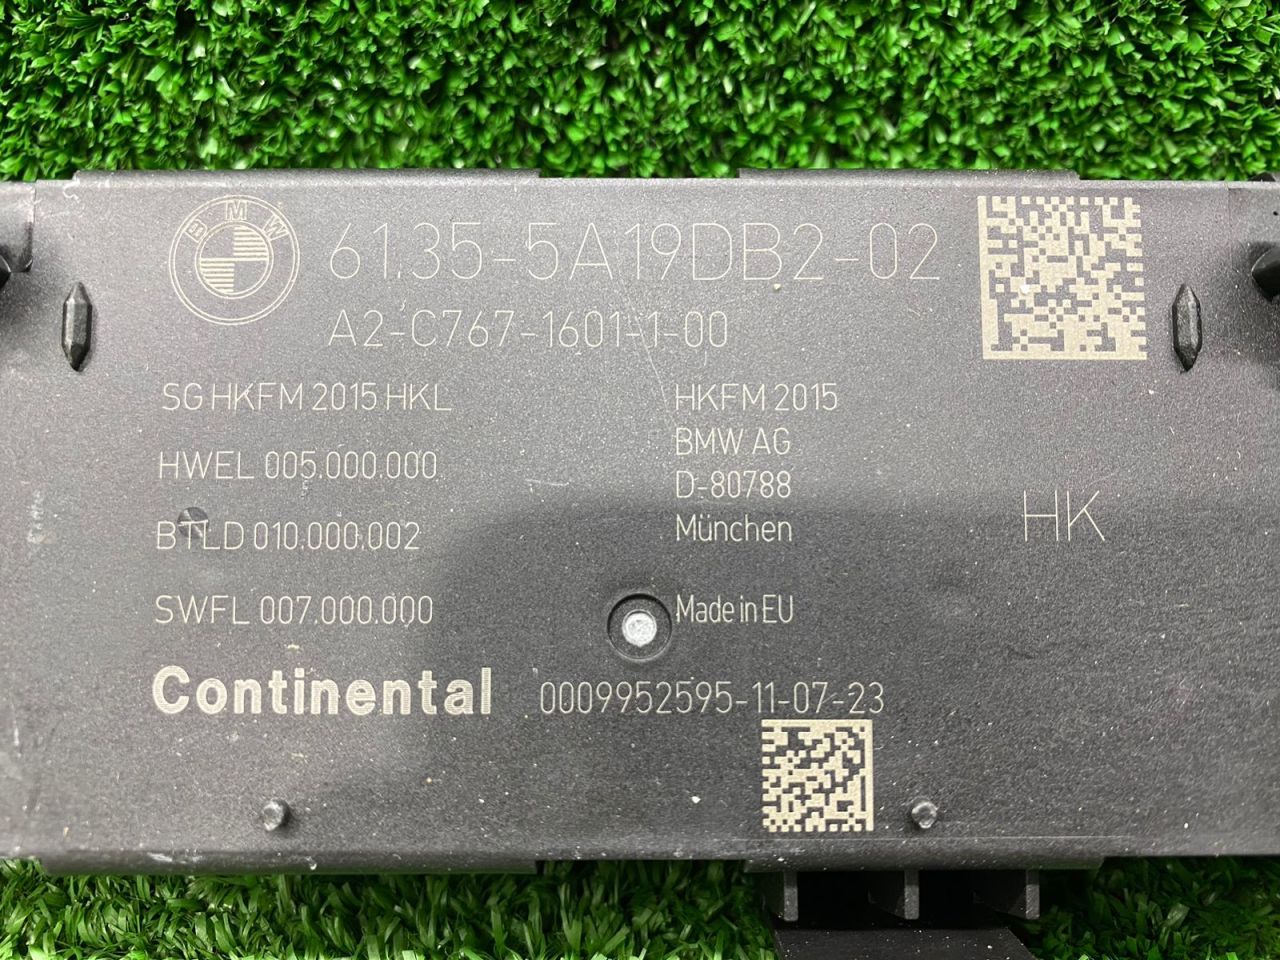 BMW
61.35-5A19DB2-02
A2-C767-1601-1-00
SG HKFM 2015 HKL
HWEL 005.000.000
BTLD 010.000.002
SWFL 007.000.000
HKFM 2015
BMW AG
D-80788
München
Made in EU
HK
Continental
0009952595-11-07-23